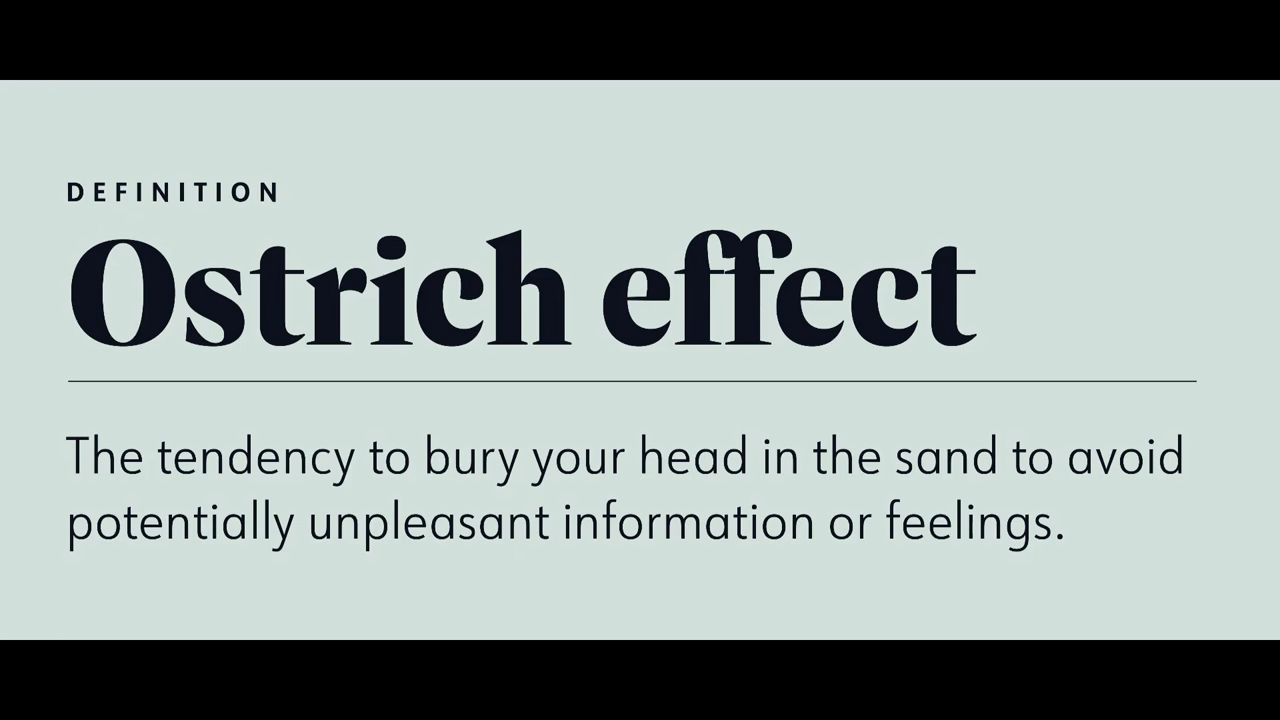 DEFINITION
Ostrich effect
The tendency to bury your head in the sand to avoid
potentially unpleasant information or feelings.